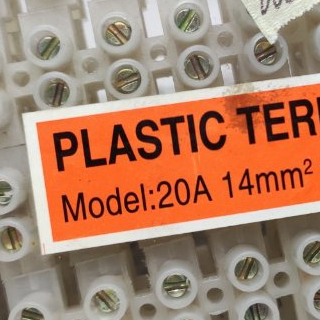 PLASTIC TER
Model:20A 14mm²